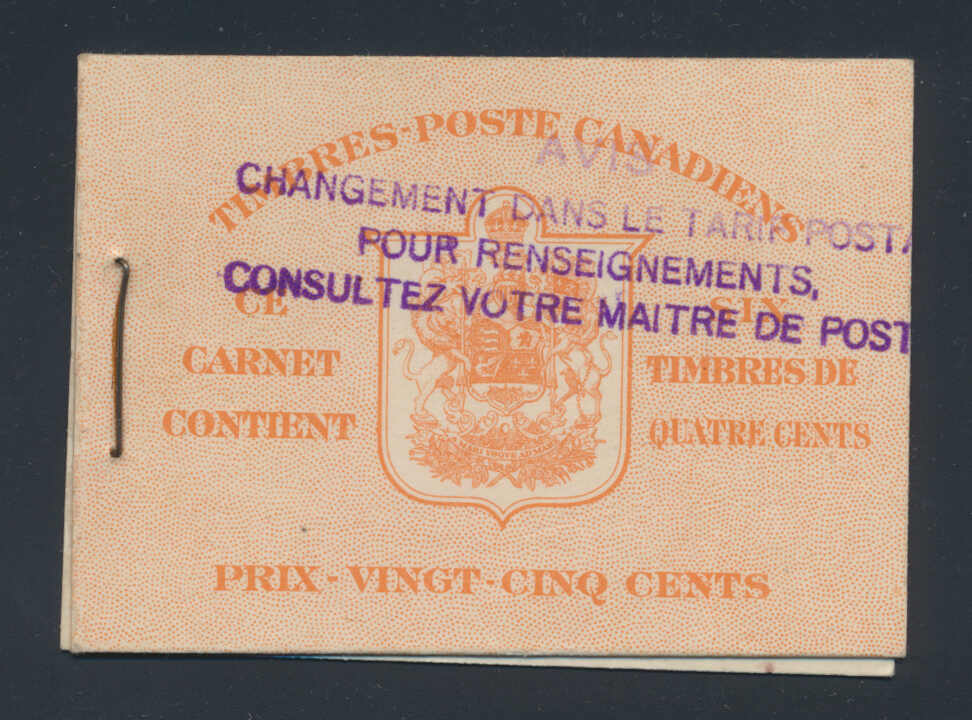 TIMBRES-POSTE CANADIENS
AVIS
CHANGEMENT DANS LE TARIF POSTA
POUR RENSEIGNEMENTS,
CONSULTEZ VOTRE MAITRE DE POST
CE
CARNET
CONTIENT
SIX
TIMBRES DE
QUATRE CENTS
PRIX - VINGT - CINQ CENTS